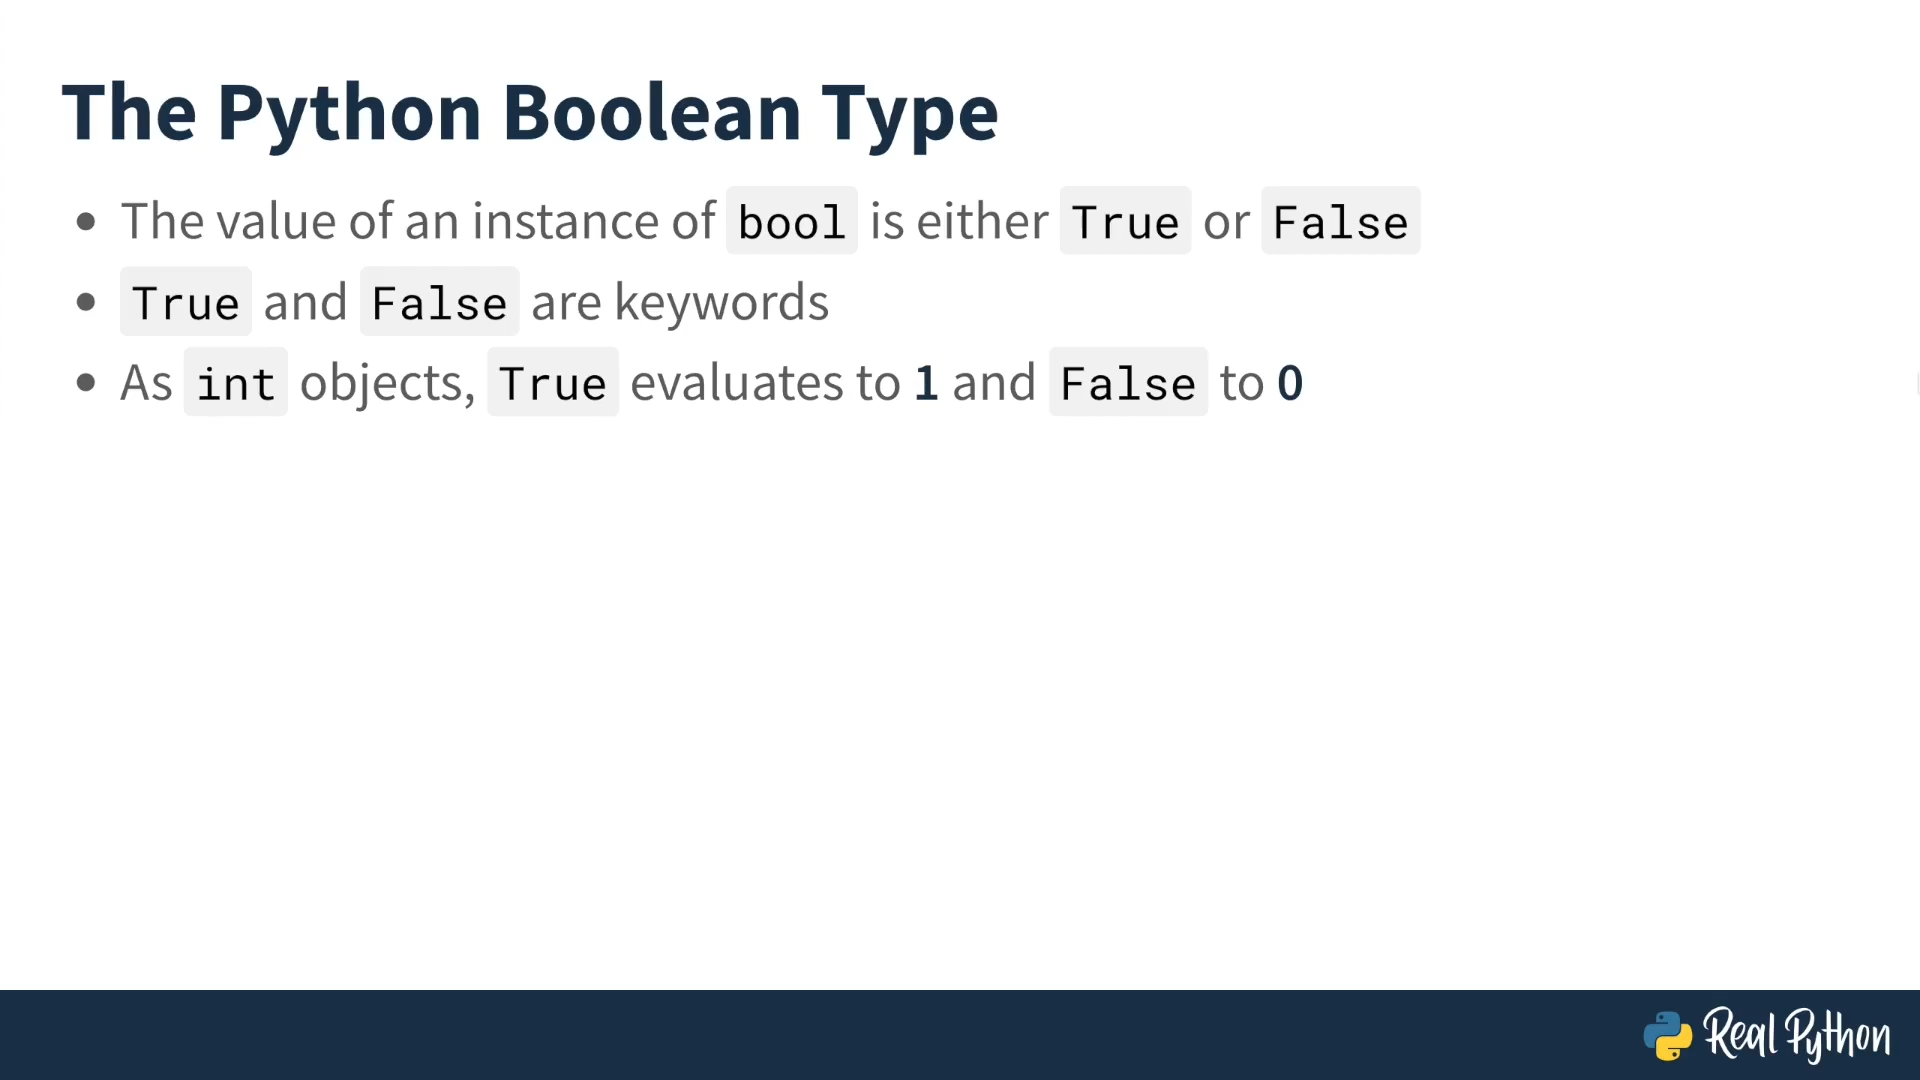 The Python Boolean Type
• The value of an instance of bool is either True or False
• True and False are keywords
• As int objects, True evaluates to 1 and False to 0
Real Python